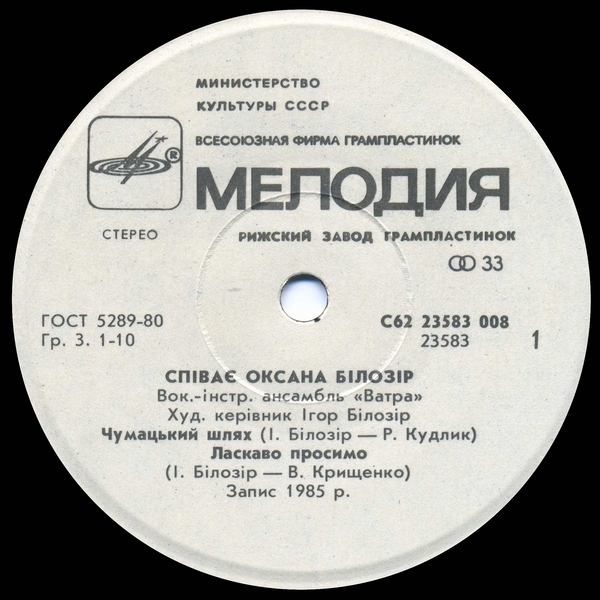 МИНИСТЕРСТВО
КУЛЬТУРЫ СССР
ВСЕСОЮЗНАЯ ФИРМА ГРАМПЛАСТИНОК
®
МЕЛОДИЯ
СТЕРЕО
РИЖСКИЙ ЗАВОД ГРАМПЛАСТИНОК
33
ГОСТ 5289-80
С62 23583 008
Гр. 3. 1-10
23583
1
СПІВАЄ ОКСАНА БІЛОЗІР
Вок.-інстр. ансамбль «Ватра»
Худ. керівник Ігор Білозір
Чумацький шлях (І. Білозір — Р. Кудлик)
Ласкаво просимо
(І. Білозір — В. Крищенко)
Запис 1985 р.